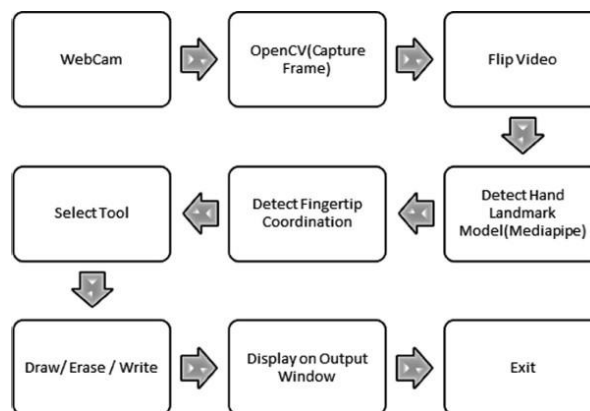 WebCam
OpenCV(Capture
Frame)
Flip Video
Detect Hand
Landmark
Model(Mediapipe)
Detect Fingertip
Coordination
Select Tool
Draw/ Erase / Write
Display on Output
Window
Exit